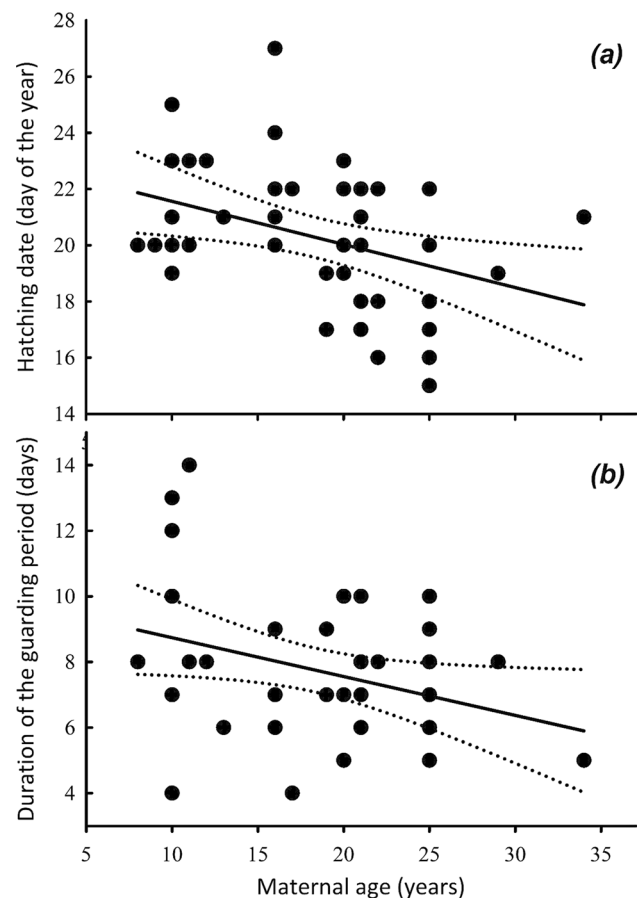 28
26
24
22
20
18
16
14
Hatching date (day of the year)
(a)
14
12
10
8
6
4
Duration of the guarding period (days)
(b)
5 10 15 20 25 30 35
Maternal age (years)